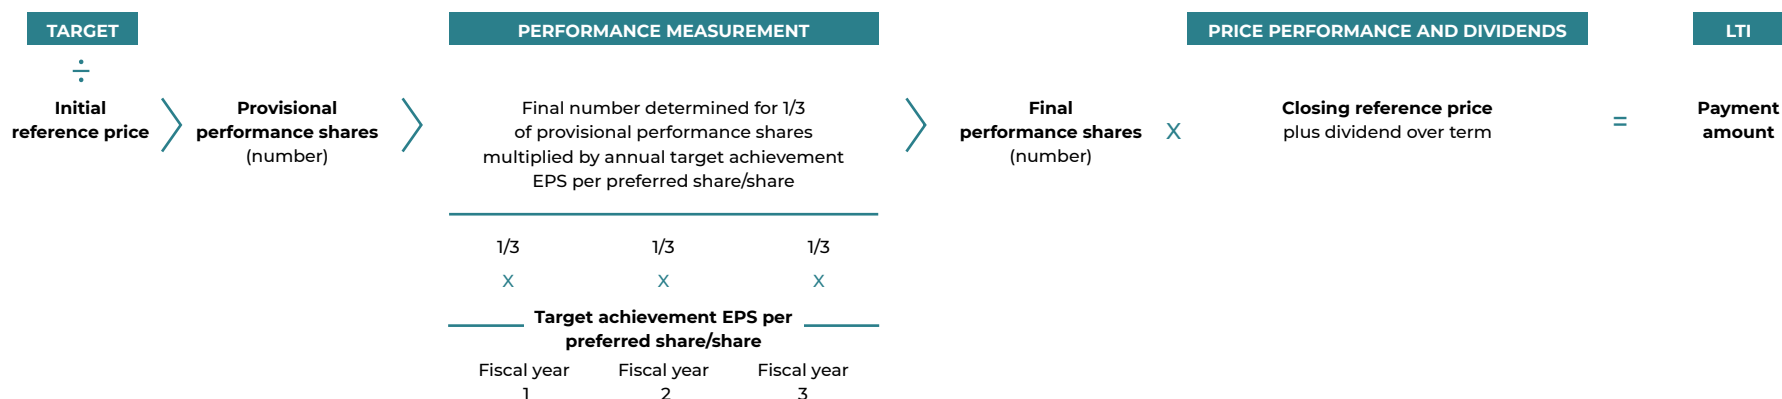 TARGET
÷
Initial
reference price
Provisional
performance shares
(number)
PERFORMANCE MEASUREMENT
Final number determined for 1/3
of provisional performance shares
multiplied by annual target achievement
EPS per preferred share/share
1/3 1/3 1/3
x x x
Target achievement EPS per
preferred share/share
Fiscal year Fiscal year Fiscal year
1 2 3
Final
performance shares
(number)
x
PRICE PERFORMANCE AND DIVIDENDS
Closing reference price
plus dividend over term
=
LTI
Payment
amount